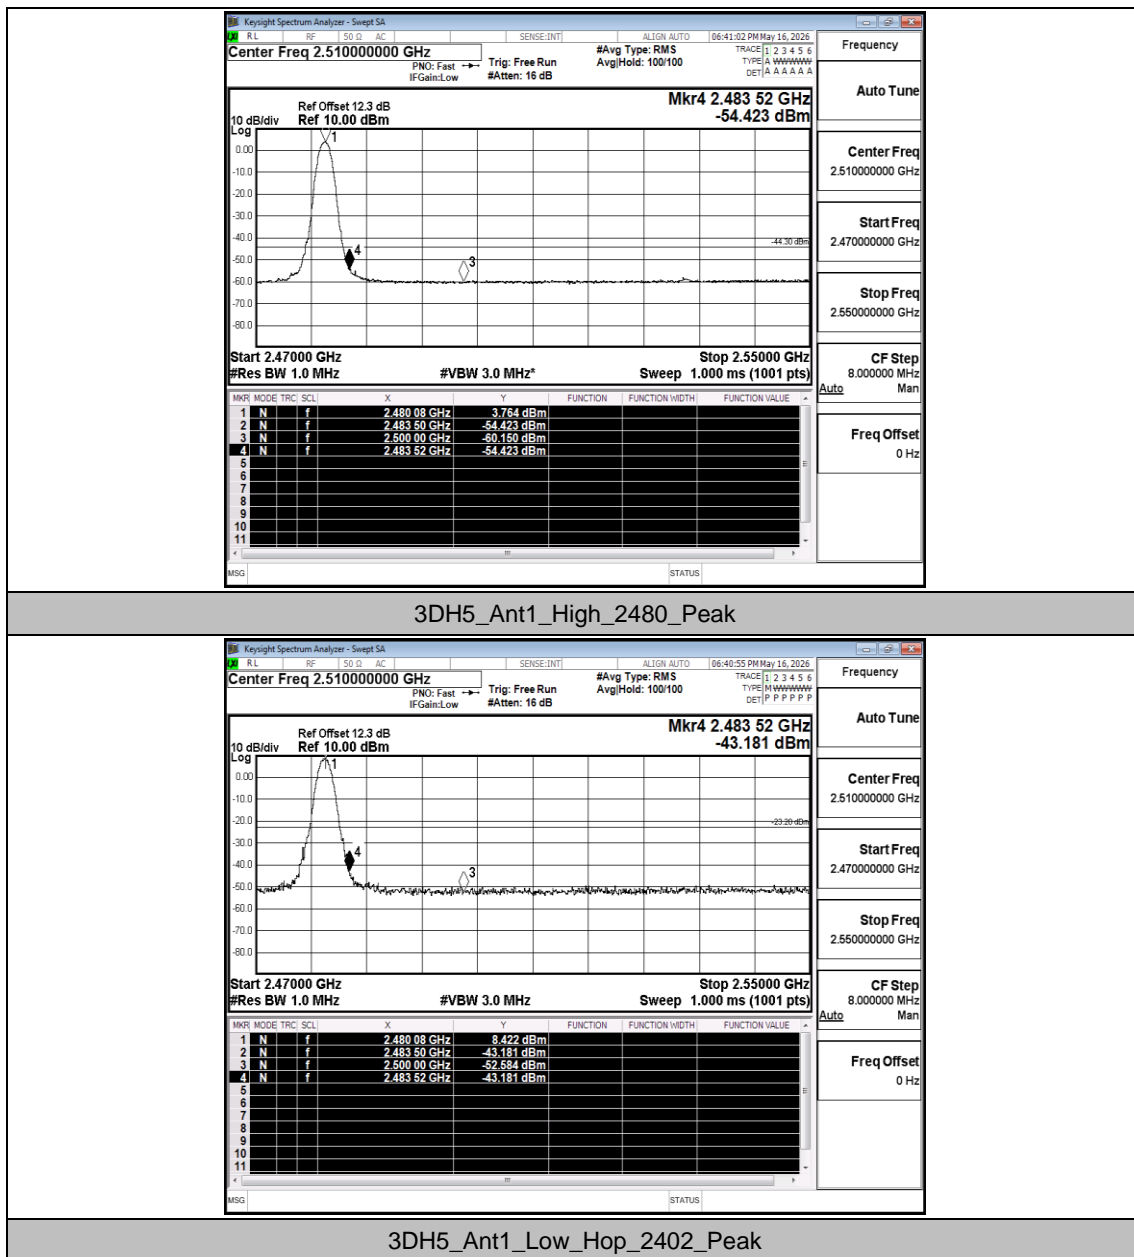 Keysight Spectrum Analyzer - Swept SA
RL RF 50 Ω AC SENSE:INT ALIGN AUTO 06:41:02 PM May 16, 2026
Center Freq 2.510000000 GHz
PNO: Fast
IFGain:Low
Trig: Free Run
#Atten: 16 dB
#Avg Type: RMS
Avg|Hold: 100/100
TRACE 1 2 3 4 5 6
TYPE A WWWWW
DET A A A A A A
Frequency
Auto Tune
Center Freq
2.510000000 GHz
Start Freq
2.470000000 GHz
Stop Freq
2.550000000 GHz
CF Step
8.000000 MHz
Auto Man
Freq Offset
0 Hz
Mkr4 2.483 52 GHz
-54.423 dBm
Ref Offset 12.3 dB
10 dB/div Ref 10.00 dBm
Log
1
0.00
-10.0
-20.0
-30.0
-40.0
-44.30 dBm
4
-50.0
3
-60.0
-70.0
-80.0
Start 2.47000 GHz Stop 2.55000 GHz
#Res BW 1.0 MHz #VBW 3.0 MHz* Sweep 1.000 ms (1001 pts)
MKR MODE TRC SCL X Y FUNCTION FUNCTION WIDTH FUNCTION VALUE
1 N f 2.480 08 GHz 3.764 dBm
2 N f 2.483 50 GHz -54.423 dBm
3 N f 2.500 00 GHz -60.150 dBm
4 N f 2.483 52 GHz -54.423 dBm
5
6
7
8
9
10
11
MSG STATUS
3DH5_Ant1_High_2480_Peak
Keysight Spectrum Analyzer - Swept SA
RL RF 50 Ω AC SENSE:INT ALIGN AUTO 06:40:55 PM May 16, 2026
Center Freq 2.510000000 GHz
PNO: Fast
IFGain:Low
Trig: Free Run
#Atten: 16 dB
#Avg Type: RMS
Avg|Hold: 100/100
TRACE 1 2 3 4 5 6
TYPE M WWWWW
DET P P P P P P
Frequency
Auto Tune
Center Freq
2.510000000 GHz
Start Freq
2.470000000 GHz
Stop Freq
2.550000000 GHz
CF Step
8.000000 MHz
Auto Man
Freq Offset
0 Hz
Mkr4 2.483 52 GHz
-43.181 dBm
Ref Offset 12.3 dB
10 dB/div Ref 10.00 dBm
Log
1
0.00
-10.0
-20.0
-23.20 dBm
-30.0
4
-40.0
3
-50.0
-60.0
-70.0
-80.0
Start 2.47000 GHz Stop 2.55000 GHz
#Res BW 1.0 MHz #VBW 3.0 MHz Sweep 1.000 ms (1001 pts)
MKR MODE TRC SCL X Y FUNCTION FUNCTION WIDTH FUNCTION VALUE
1 N f 2.480 08 GHz 8.422 dBm
2 N f 2.483 50 GHz -43.181 dBm
3 N f 2.500 00 GHz -52.584 dBm
4 N f 2.483 52 GHz -43.181 dBm
5
6
7
8
9
10
11
MSG STATUS
3DH5_Ant1_Low_Hop_2402_Peak